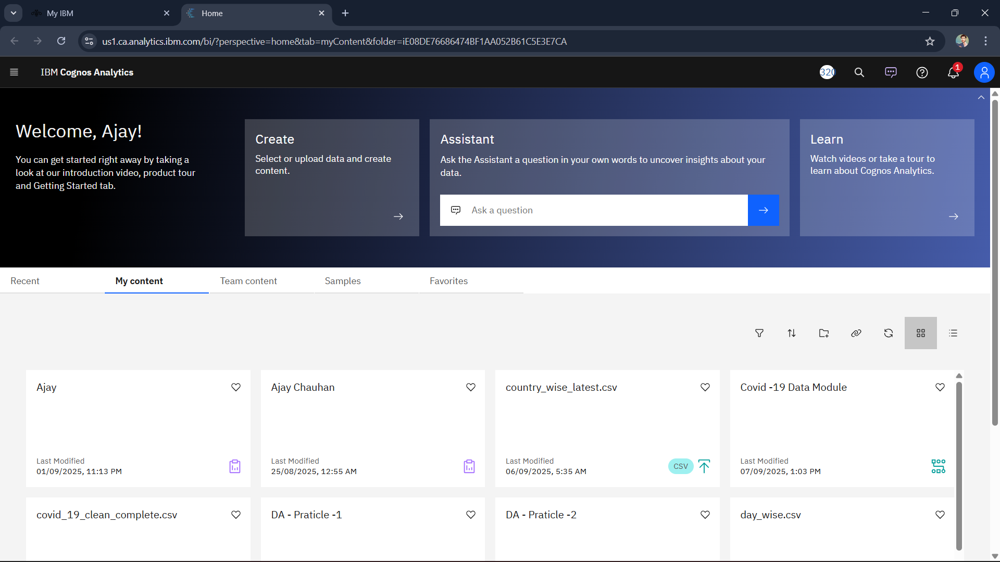 My IBM
Home
us1.ca.analytics.ibm.com/bi/?perspective=home&tab=myContent&folder=iE08DE76686474BF1AA052B61C5E3E7CA
IBM Cognos Analytics
320
1
Welcome, Ajay!
You can get started right away by taking a
look at our introduction video, product tour
and Getting Started tab.
Create
Select or upload data and create
content.
Assistant
Ask the Assistant a question in your own words to uncover insights about your
data.
Ask a question
Learn
Watch videos or take a tour to
learn about Cognos Analytics.
Recent
My content
Team content
Samples
Favorites
Ajay
Last Modified
01/09/2025, 11:13 PM
Ajay Chauhan
Last Modified
25/08/2025, 12:55 AM
country_wise_latest.csv
Last Modified
06/09/2025, 5:35 AM
CSV
Covid -19 Data Module
Last Modified
07/09/2025, 1:03 PM
covid_19_clean_complete.csv
DA - Praticle -1
DA - Praticle -2
day_wise.csv